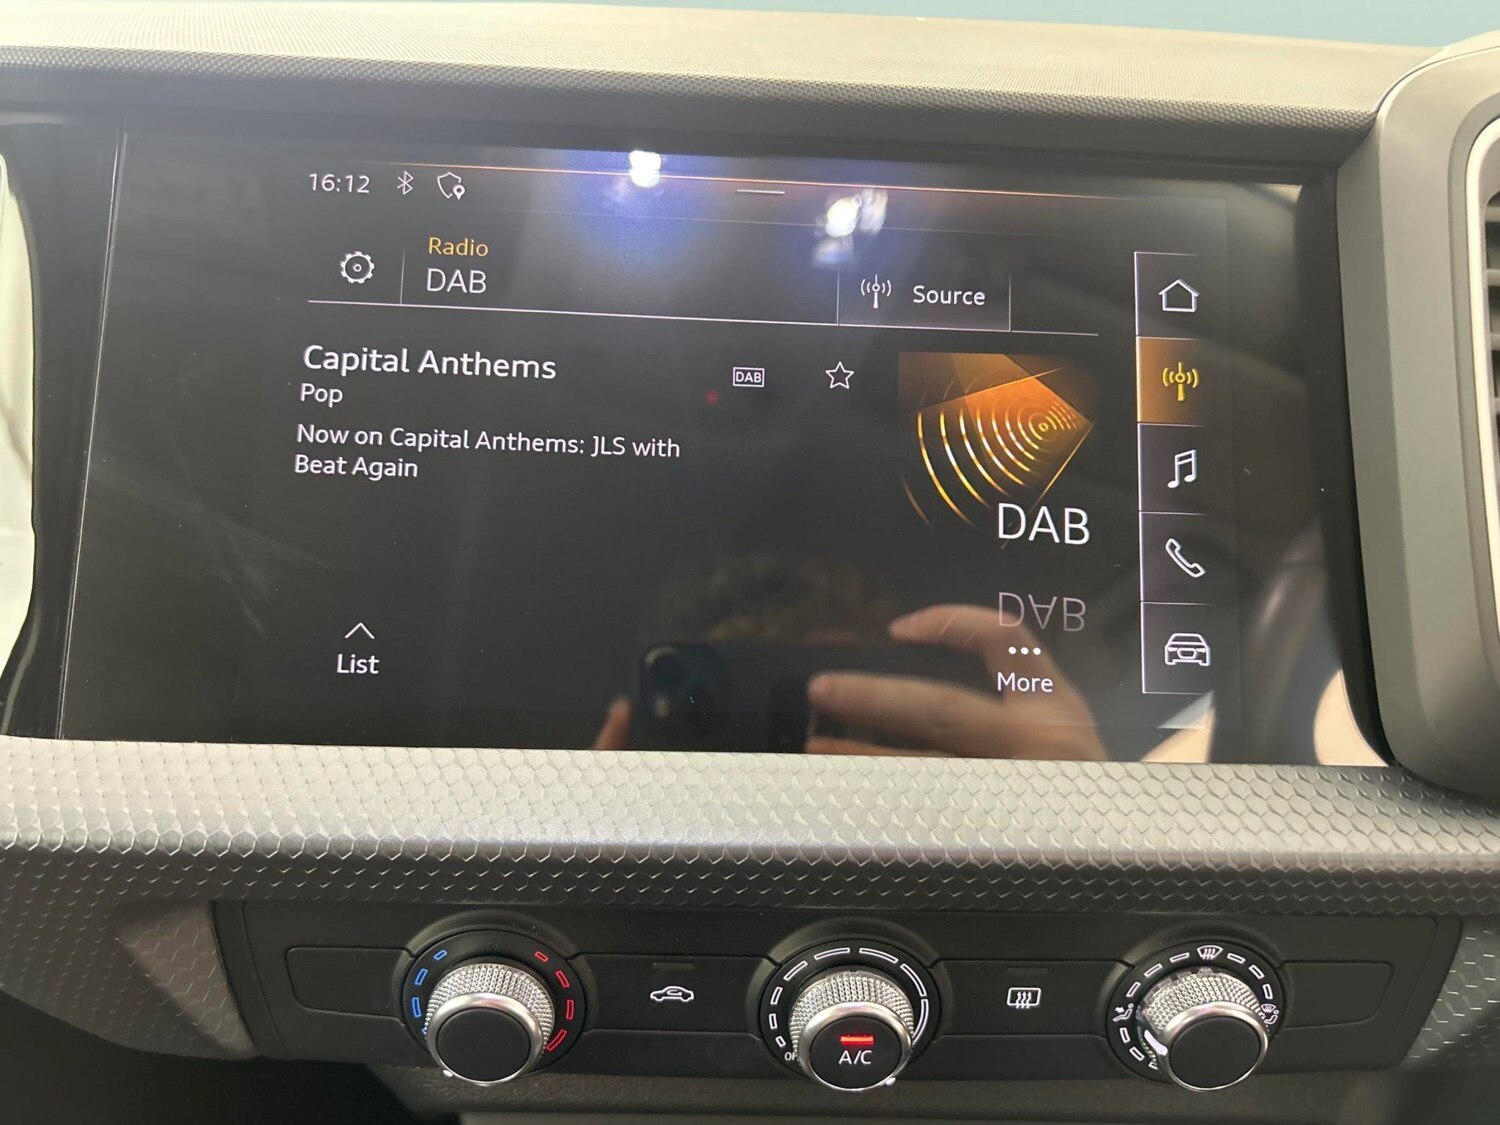 16:12
Radio
DAB
Source
Capital Anthems
DAB
Pop
Now on Capital Anthems: JLS with
Beat Again
DAB
List
More
A/C